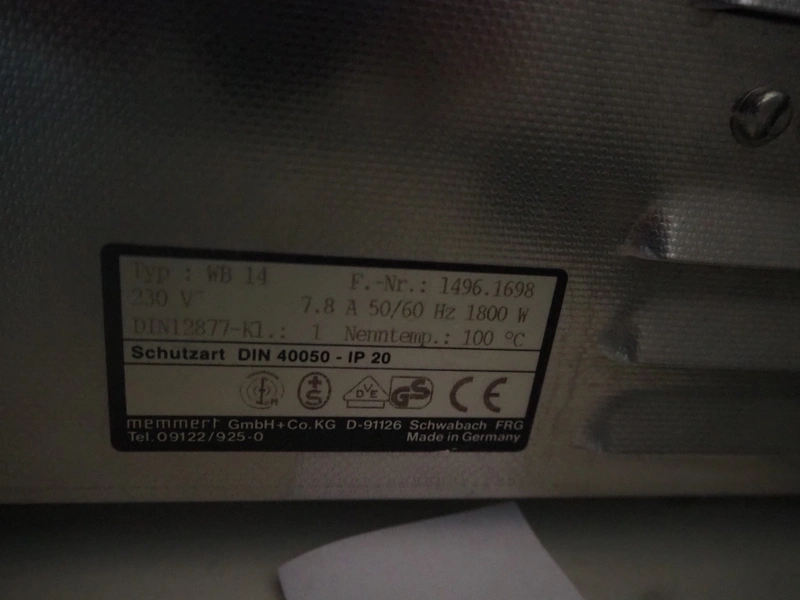 Typ : WB 14 F.-Nr.: 1496.1698
230 V~ 7.8 A 50/60 Hz 1800 W
DIN12877-Kl.: 1 Nenntemp.: 100 °C
Schutzart DIN 40050 - IP 20
S DVE GS CE
memmert GmbH+Co.KG D-91126 Schwabach FRG
Tel.09122/925-0 Made in Germany